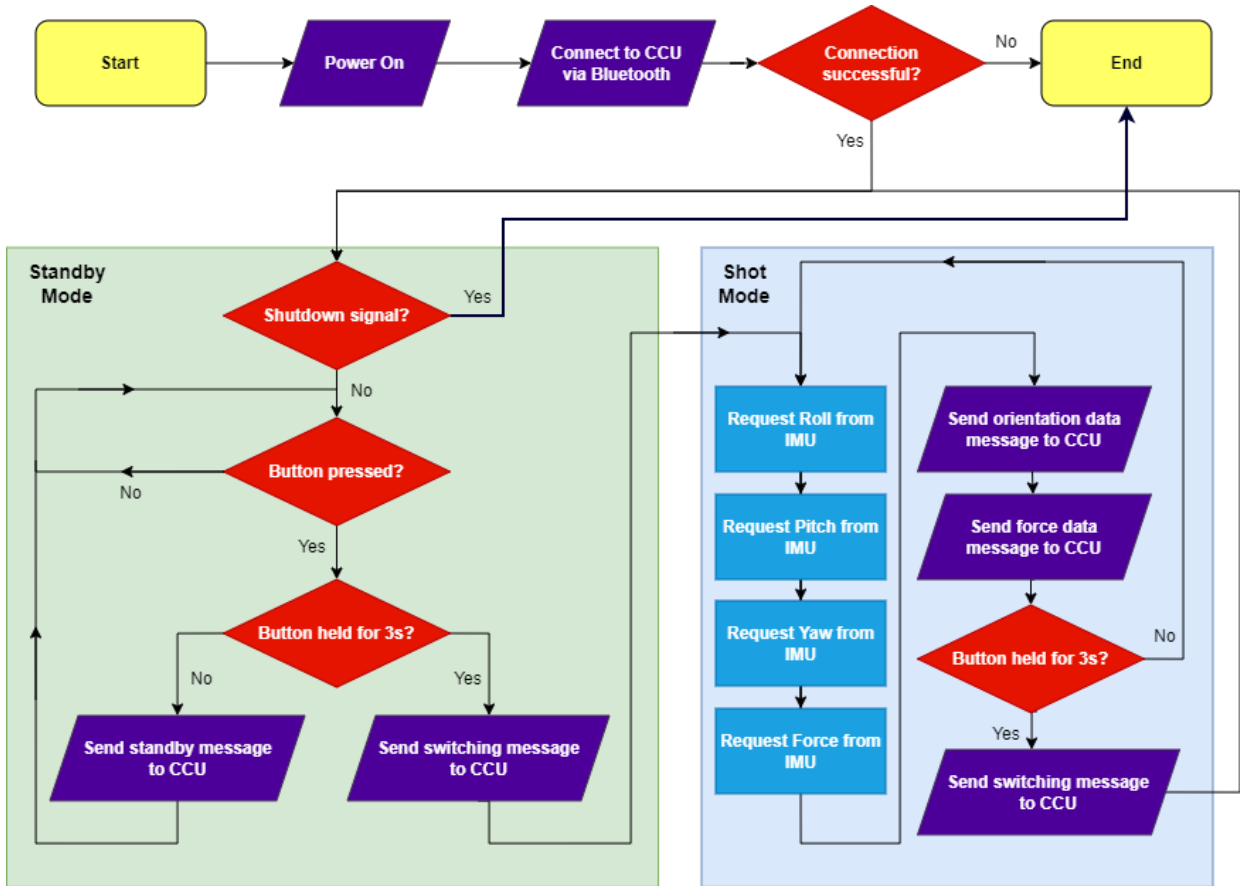 Start
Power On
Connect to CCU
via Bluetooth
Connection
successful?
No
End
Yes
Standby
Mode
Shutdown signal?
Yes
No
Button pressed?
No
Yes
Button held for 3s?
No
Yes
Send standby message
to CCU
Send switching message
to CCU
Shot
Mode
Request Roll from
IMU
Request Pitch from
IMU
Request Yaw from
IMU
Request Force from
IMU
Send orientation data
message to CCU
Send force data
message to CCU
Button held for 3s?
No
Yes
Send switching message
to CCU